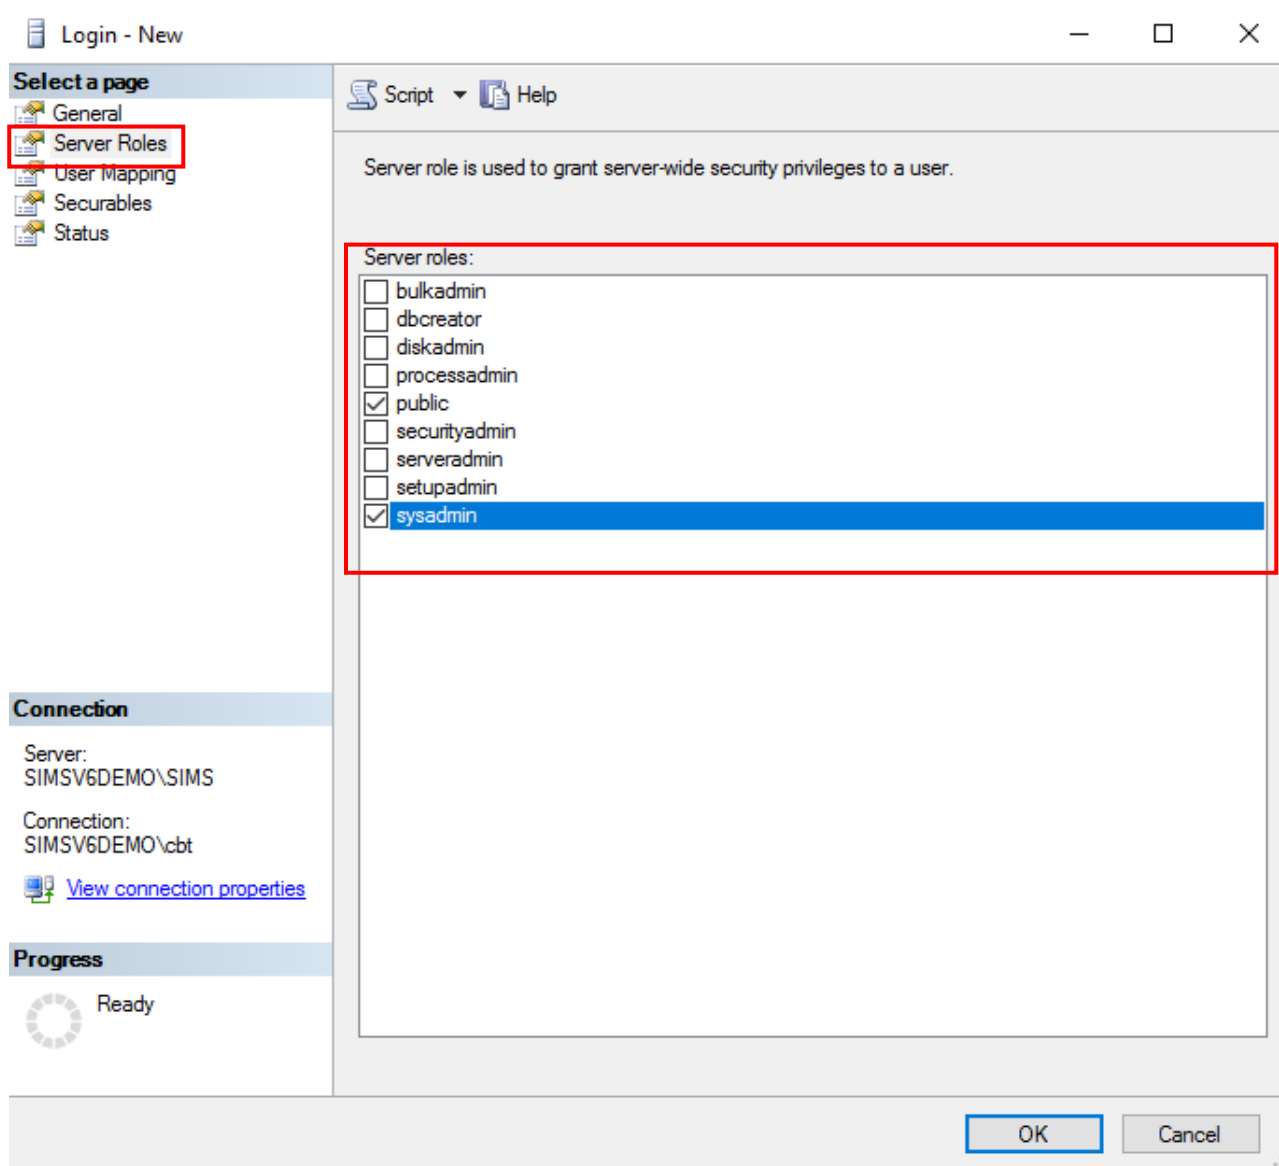 Login - New
Select a page
General
Server Roles
User Mapping
Securables
Status
Script
Help
Server role is used to grant server-wide security privileges to a user.
Server roles:
bulkadmin
dbcreator
diskadmin
processadmin
public
securityadmin
serveradmin
setupadmin
sysadmin
Connection
Server:
SIMSV6DEMO\SIMS
Connection:
SIMSV6DEMO\cbt
View connection properties
Progress
Ready
OK
Cancel